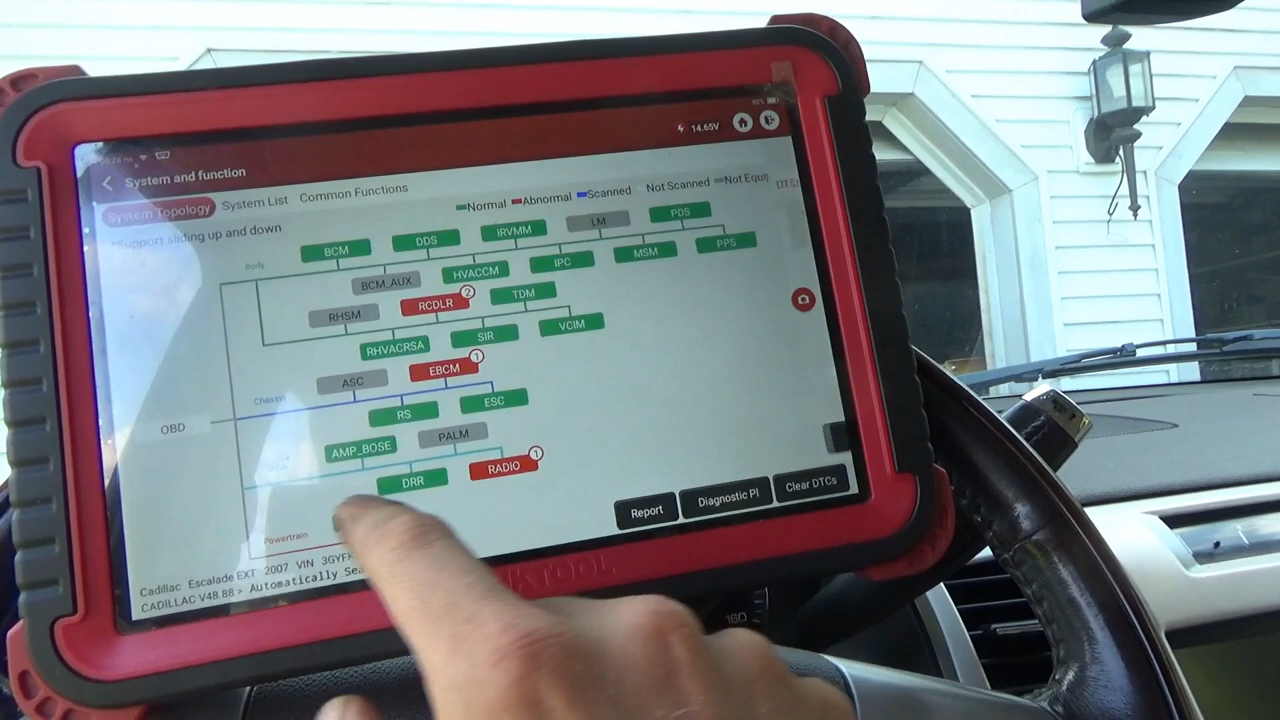 14.65V
System and function
System Topology System List Common Functions
Normal Abnormal Scanned Not Scanned Not Equi
*Support sliding up and down
Body
BCM DDS IRVMM LM PDS
BCM_AUX HVACCM IPC MSM PPS
RHSM RCDLR 2 TDM
RHVACRSA SIR VCIM
ASC EBCM 1
Chassis
RS ESC
OBD
AMP_BOSE PALM
DRR RADIO 1
Report Diagnostic Pl Clear DTCs
Powertrain
Cadillac Escalade EXT 2007 VIN 3GYF
CADILLAC V48.88 > Automatically Sea
160